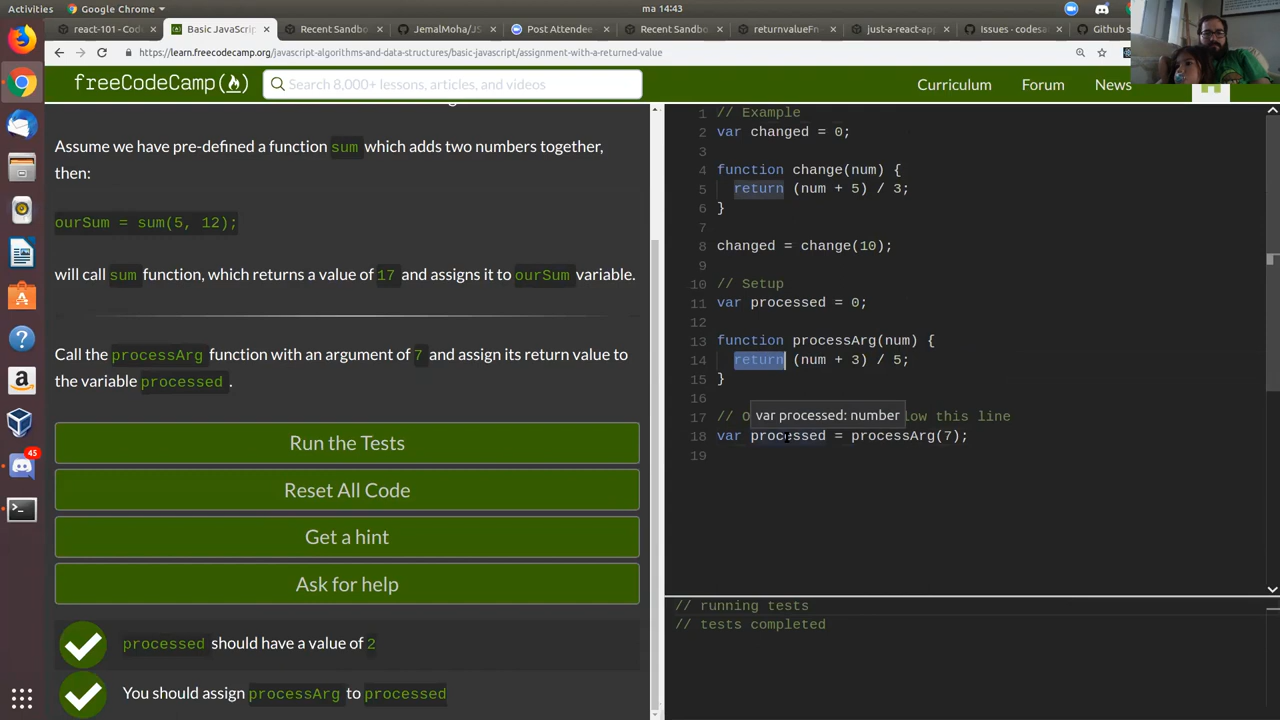 Activities
Google Chrome
ma 14:43
react-101 - Code
Basic JavaScript
Recent Sandbo
JemalMoha/JS
Post Attendee
Recent Sandbo
returnvalueFn
just-a-react-ap
Issues - codesa
Github s
https://learn.freecodecamp.org/javascript-algorithms-and-data-structures/basic-javascript/assignment-with-a-returned-value
freeCodeCamp
Search 8,000+ lessons, articles, and videos
Curriculum
Forum
News
Assume we have pre-defined a function sum which adds two numbers together,
then:
ourSum = sum(5, 12);
will call sum function, which returns a value of 17 and assigns it to ourSum variable.
Call the processArg function with an argument of 7 and assign its return value to
the variable processed .
Run the Tests
Reset All Code
Get a hint
Ask for help
processed should have a value of 2
You should assign processArg to processed
1 // Example
2 var changed = 0;
3
4 function change(num) {
5 return (num + 5) / 3;
6 }
7
8 changed = change(10);
9
10 // Setup
11 var processed = 0;
12
13 function processArg(num) {
14 return (num + 3) / 5;
15 }
16
var processed: number
17 // O low this line
18 var processed = processArg(7);
19
// running tests
// tests completed
45